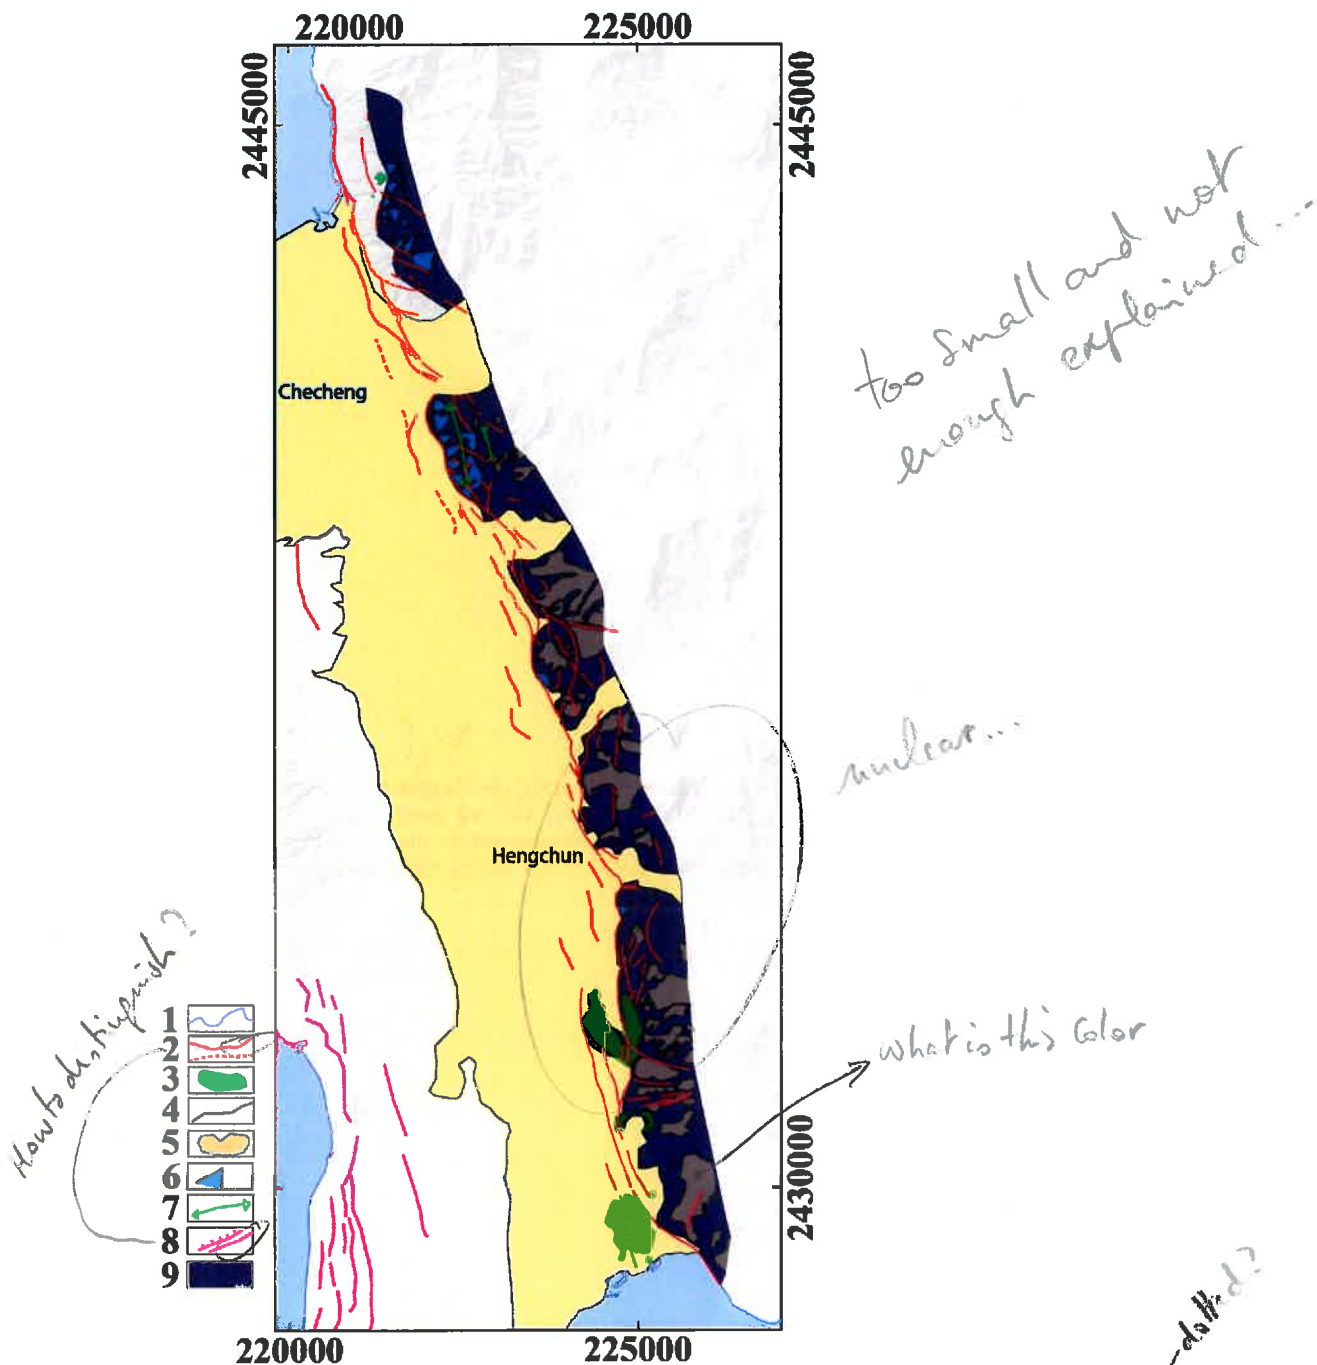 220000 225000
2445000
2445000
too small and not
enough explained...
Checheng
unclear...
Hengchun
How to distinguish?
1
2
3
4
5
6
7
8
9
what is this color
2430000
dotted?
220000 225000